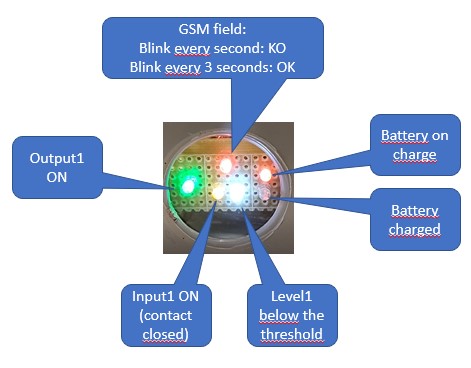 GSM field:
Blink every second: KO
Blink every 3 seconds: OK
Output1
ON
Battery on
charge
Battery
charged
Input1 ON
(contact
closed)
Level1
below the
threshold